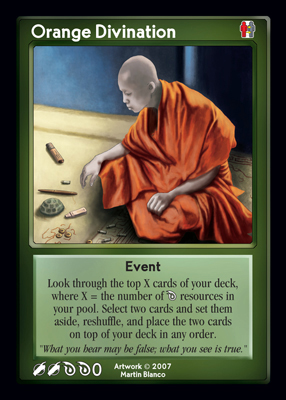 Orange Divination
Event
Look through the top X cards of your deck,
where X = the number of resources in
your pool. Select two cards and set them
aside, reshuffle, and place the two cards
on top of your deck in any order.
"What you hear may be false; what you see is true."
Artwork © 2007
Martin Blanco
0